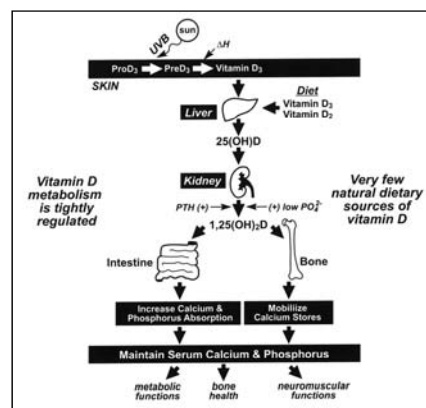 sun
UVB
ΔH
ProD₃ PreD₃ Vitamin D₃
SKIN
Diet
Vitamin D₃
Vitamin D₂
Liver
25(OH)D
Kidney
PTH (+) (+) low PO₄²⁻
1,25(OH)₂D
Vitamin D
metabolism
is tightly
regulated
Very few
natural dietary
sources of
vitamin D
Intestine
Bone
Increase Calcium &
Phosphorus Absorption
Mobiliize
Calcium Stores
Maintain Serum Calcium & Phosphorus
metabolic
functions
bone
health
neuromuscular
functions